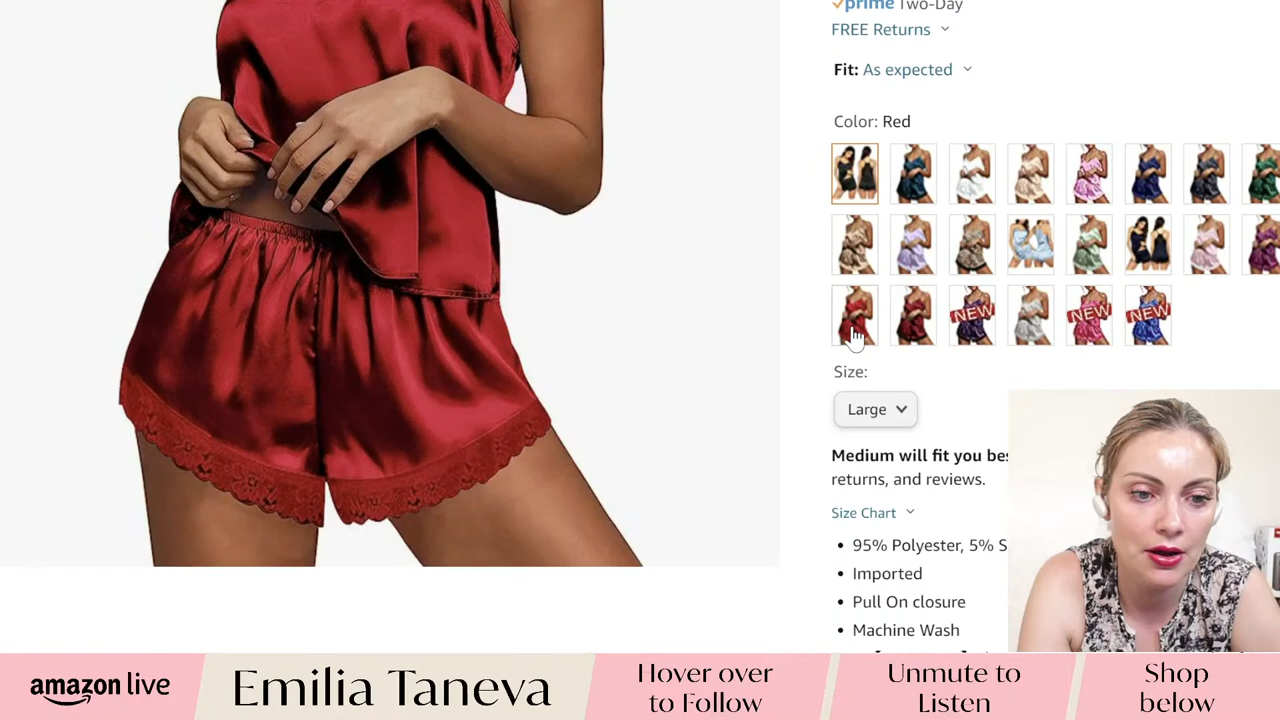 prime Two-Day
FREE Returns
Fit: As expected
Color: Red
NEW NEW NEW
Size:
Large
Medium will fit you bes
returns, and reviews.
Size Chart
• 95% Polyester, 5% S
• Imported
• Pull On closure
• Machine Wash
amazon live
Emilia Taneva
Hover over
to Follow
Unmute to
Listen
Shop
below